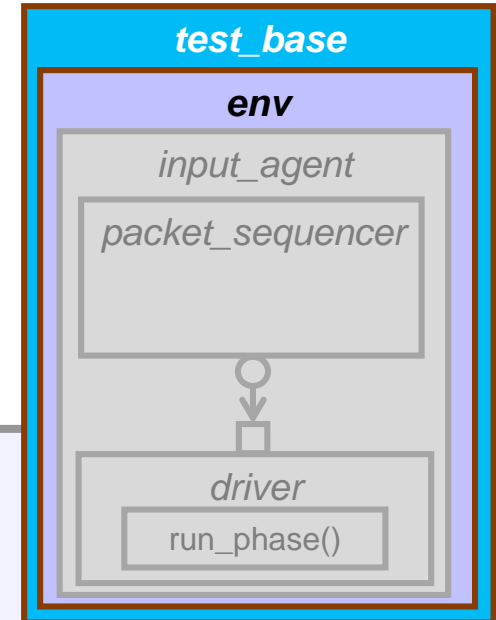 test_base
env
input_agent
packet_sequencer
driver
run_phase()